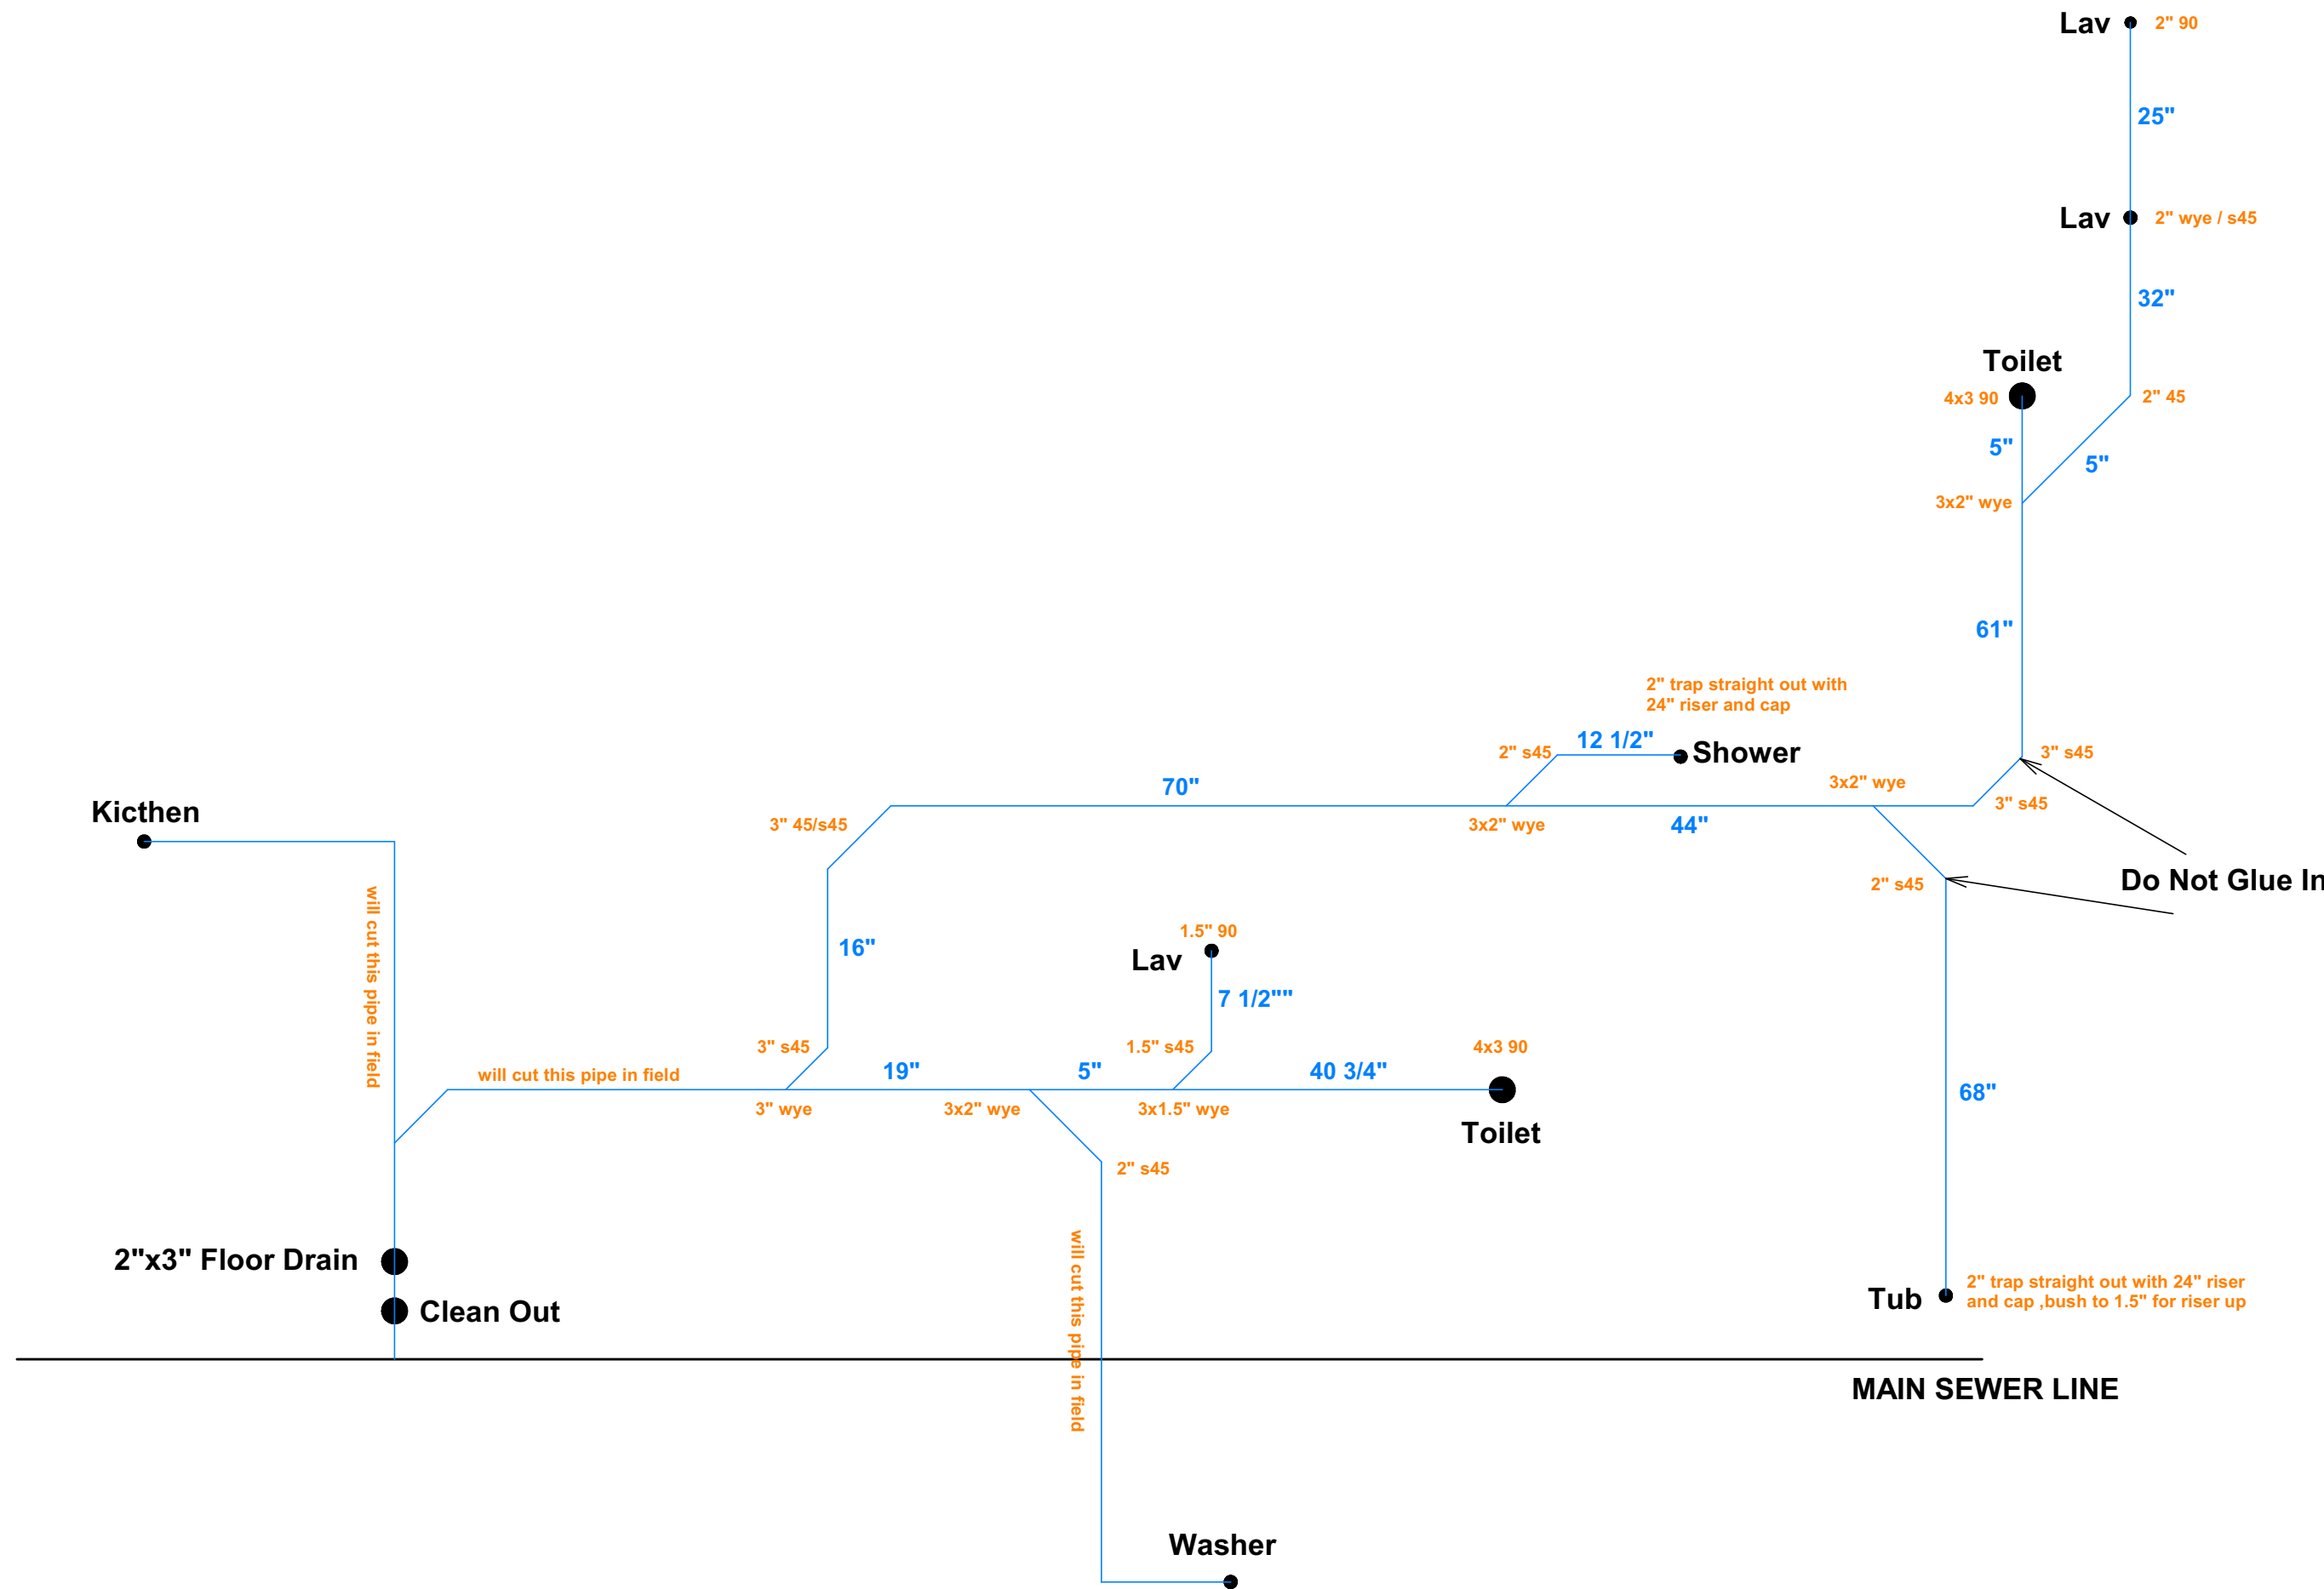 Lav
2" 90
25"
Lav
2" wye / s45
32"
Toilet
4x3 90
2" 45
5"
5"
3x2" wye
61"
2" trap straight out with
24" riser and cap
12 1/2"
2" s45
Shower
3" s45
70"
3x2" wye
3" s45
Kicthen
3" 45/s45
3x2" wye
44"
2" s45
Do Not Glue In
will cut this pipe in field
16"
1.5" 90
Lav
7 1/2""
3" s45
1.5" s45
4x3 90
will cut this pipe in field
19"
5"
40 3/4"
3" wye
3x2" wye
3x1.5" wye
68"
Toilet
2" s45
2"x3" Floor Drain
will cut this pipe in field
Clean Out
Tub
2" trap straight out with 24" riser
and cap ,bush to 1.5" for riser up
MAIN SEWER LINE
Washer